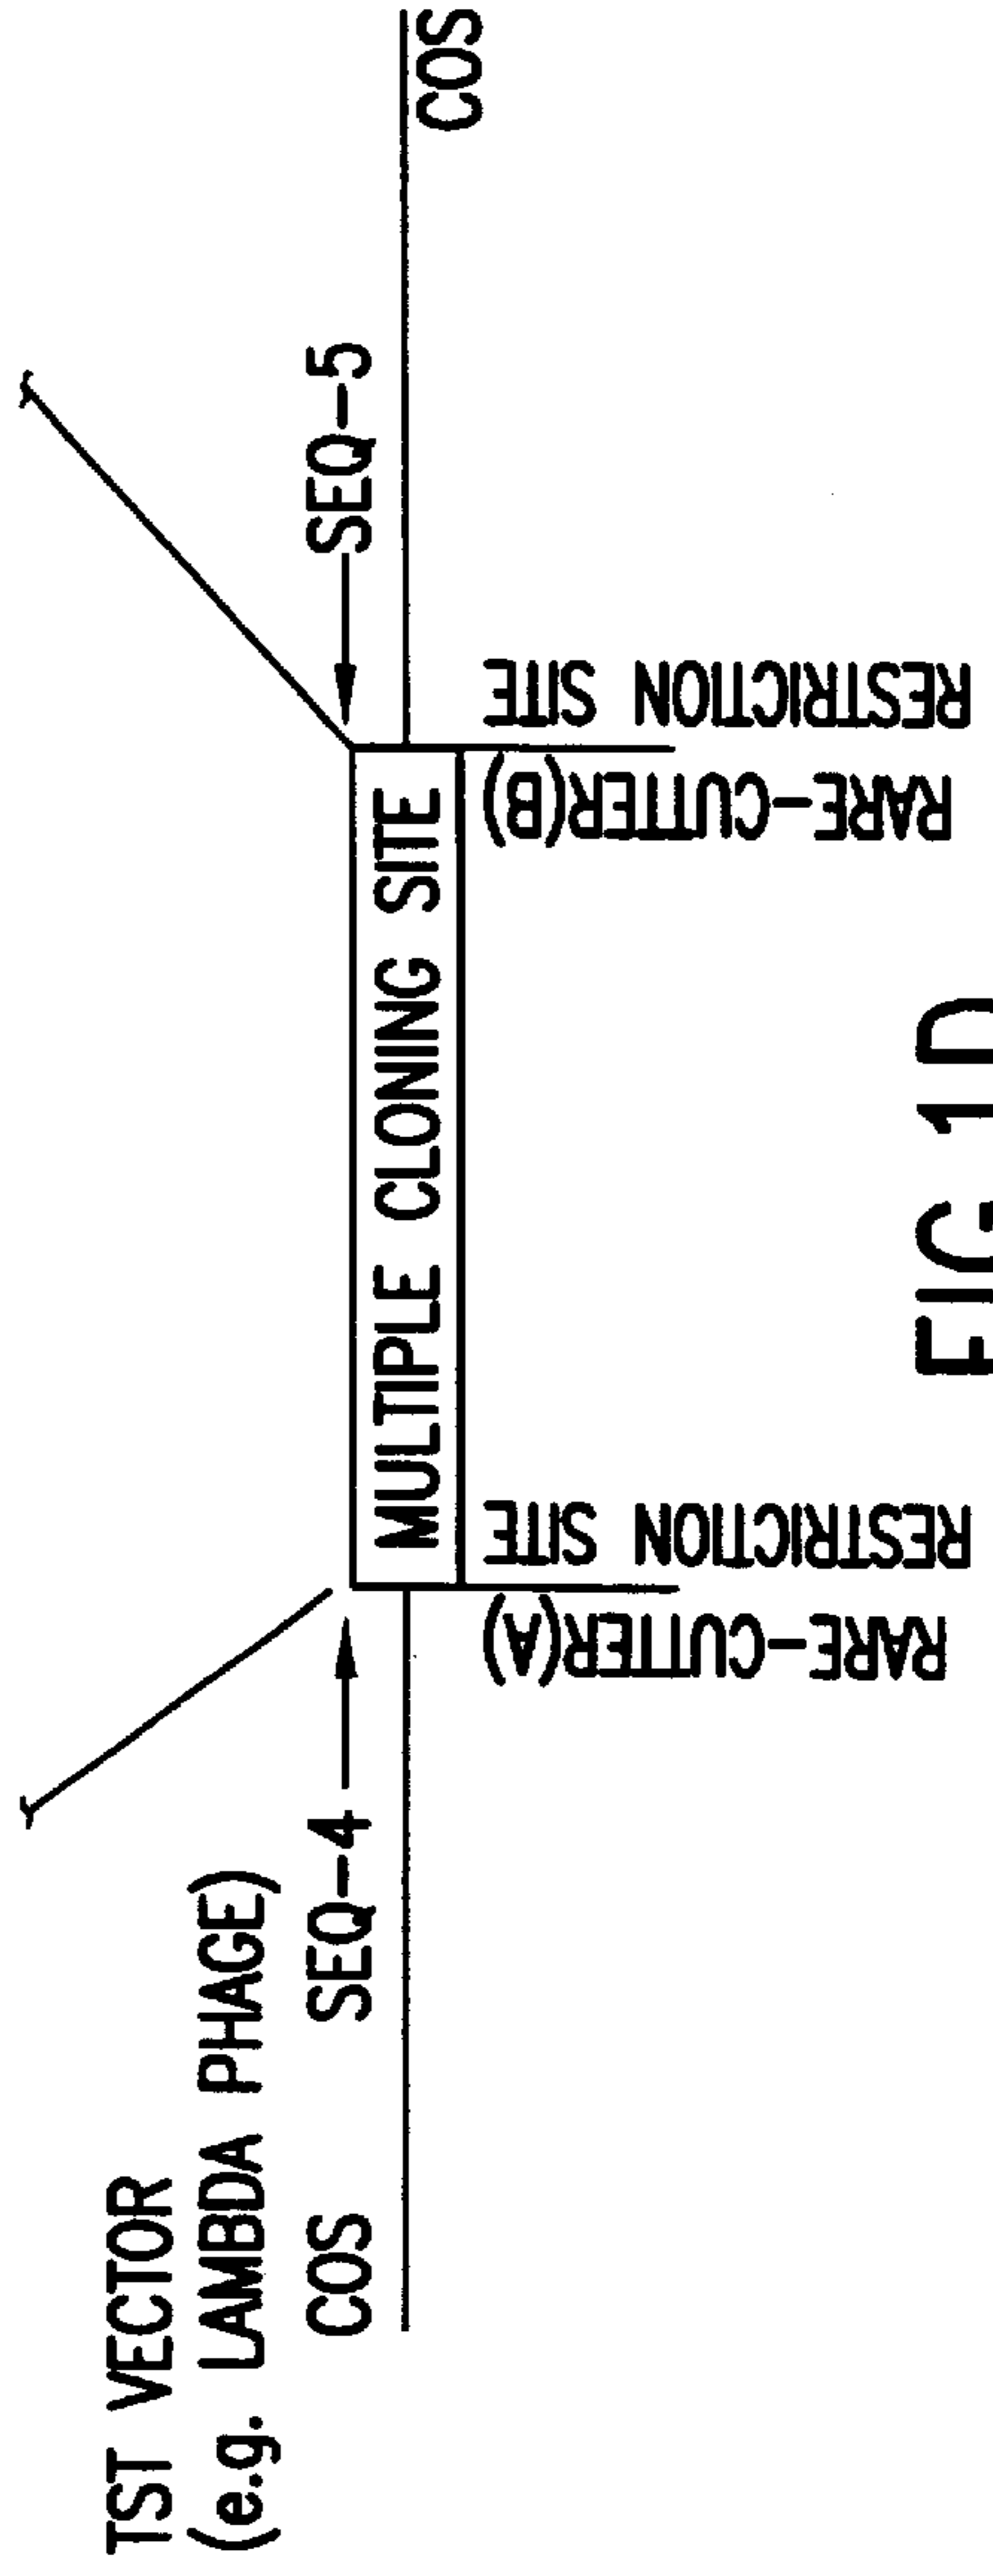 TST VECTOR
(e.g. LAMBDA PHAGE)
COS
SEQ-4
SEQ-5
COS
MULTIPLE CLONING SITE
RARE-CUTTER(A)
RESTRICTION SITE
RARE-CUTTER(B)
RESTRICTION SITE
FIG.1D